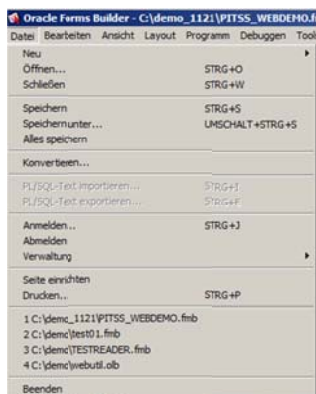 Oracle Forms Builder - C:\demo_1121\PITSS_WEBDEMO.f
Datei Bearbeiten Ansicht Layout Programm Debuggen Tool
Neu
Öffnen... STRG+O
Schließen STRG+W
Speichern STRG+S
Speichern unter... UMSCHALT+STRG+S
Alles speichern
Konvertieren...
PL/SQL-Text importieren... STRG+I
PL/SQL-Text exportieren...
Anmelden... STRG+J
Abmelden
Verwaltung
Seite einrichten
Drucken... STRG+P
1 C:\demo_1121\PITSS_WEBDEMO.fmb
2 C:\demo\test01.fmb
3 C:\demo\TESTREADER.fmb
4 C:\demo\webutil.olb
Beenden